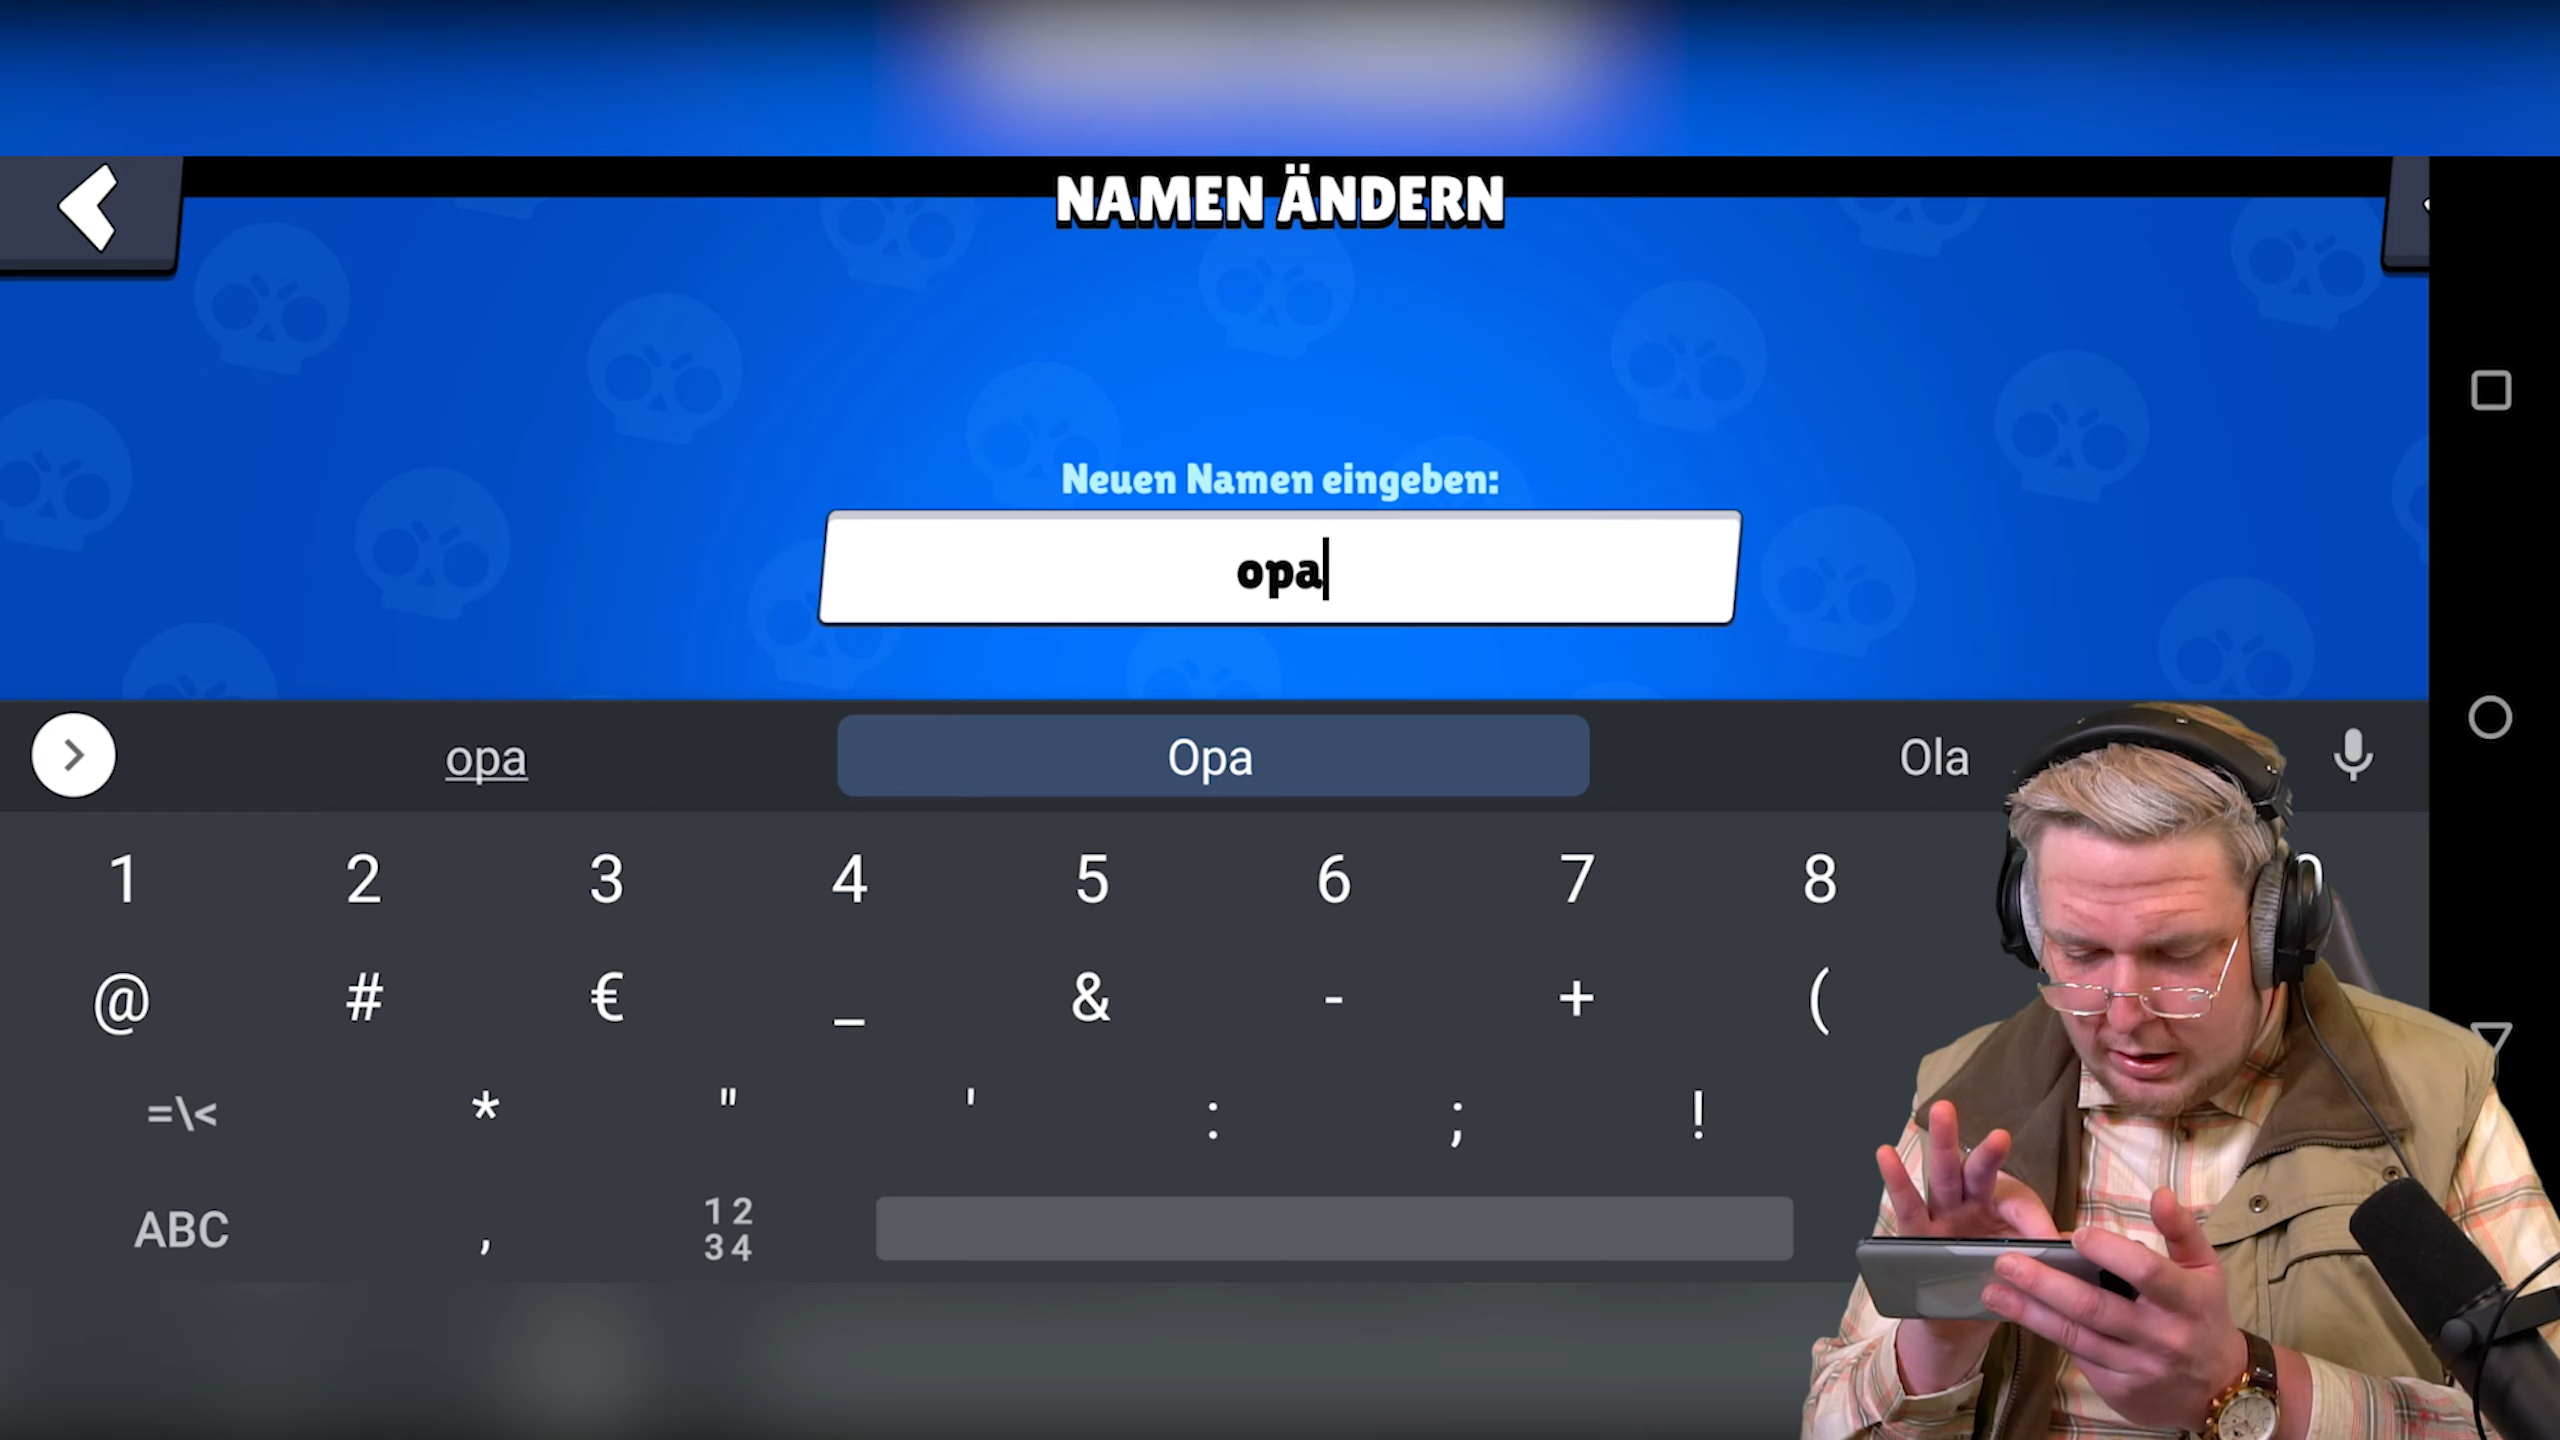 NAMEN ÄNDERN
Neuen Namen eingeben:
opa
opa Opa Ola
1 2 3 4 5 6 7 8
@ # € _ & - + (
=\< * " ' : ; !
ABC , 12 34